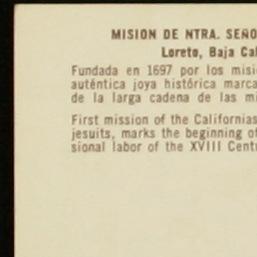 MISION DE NTRA. SEÑO
Loreto, Baja Cal
Fundada en 1697 por los misi
auténtica joya histórica marca
de la larga cadena de las mi
First mission of the Californias
jesuits, marks the beginning of
sional labor of the XVIII Cent